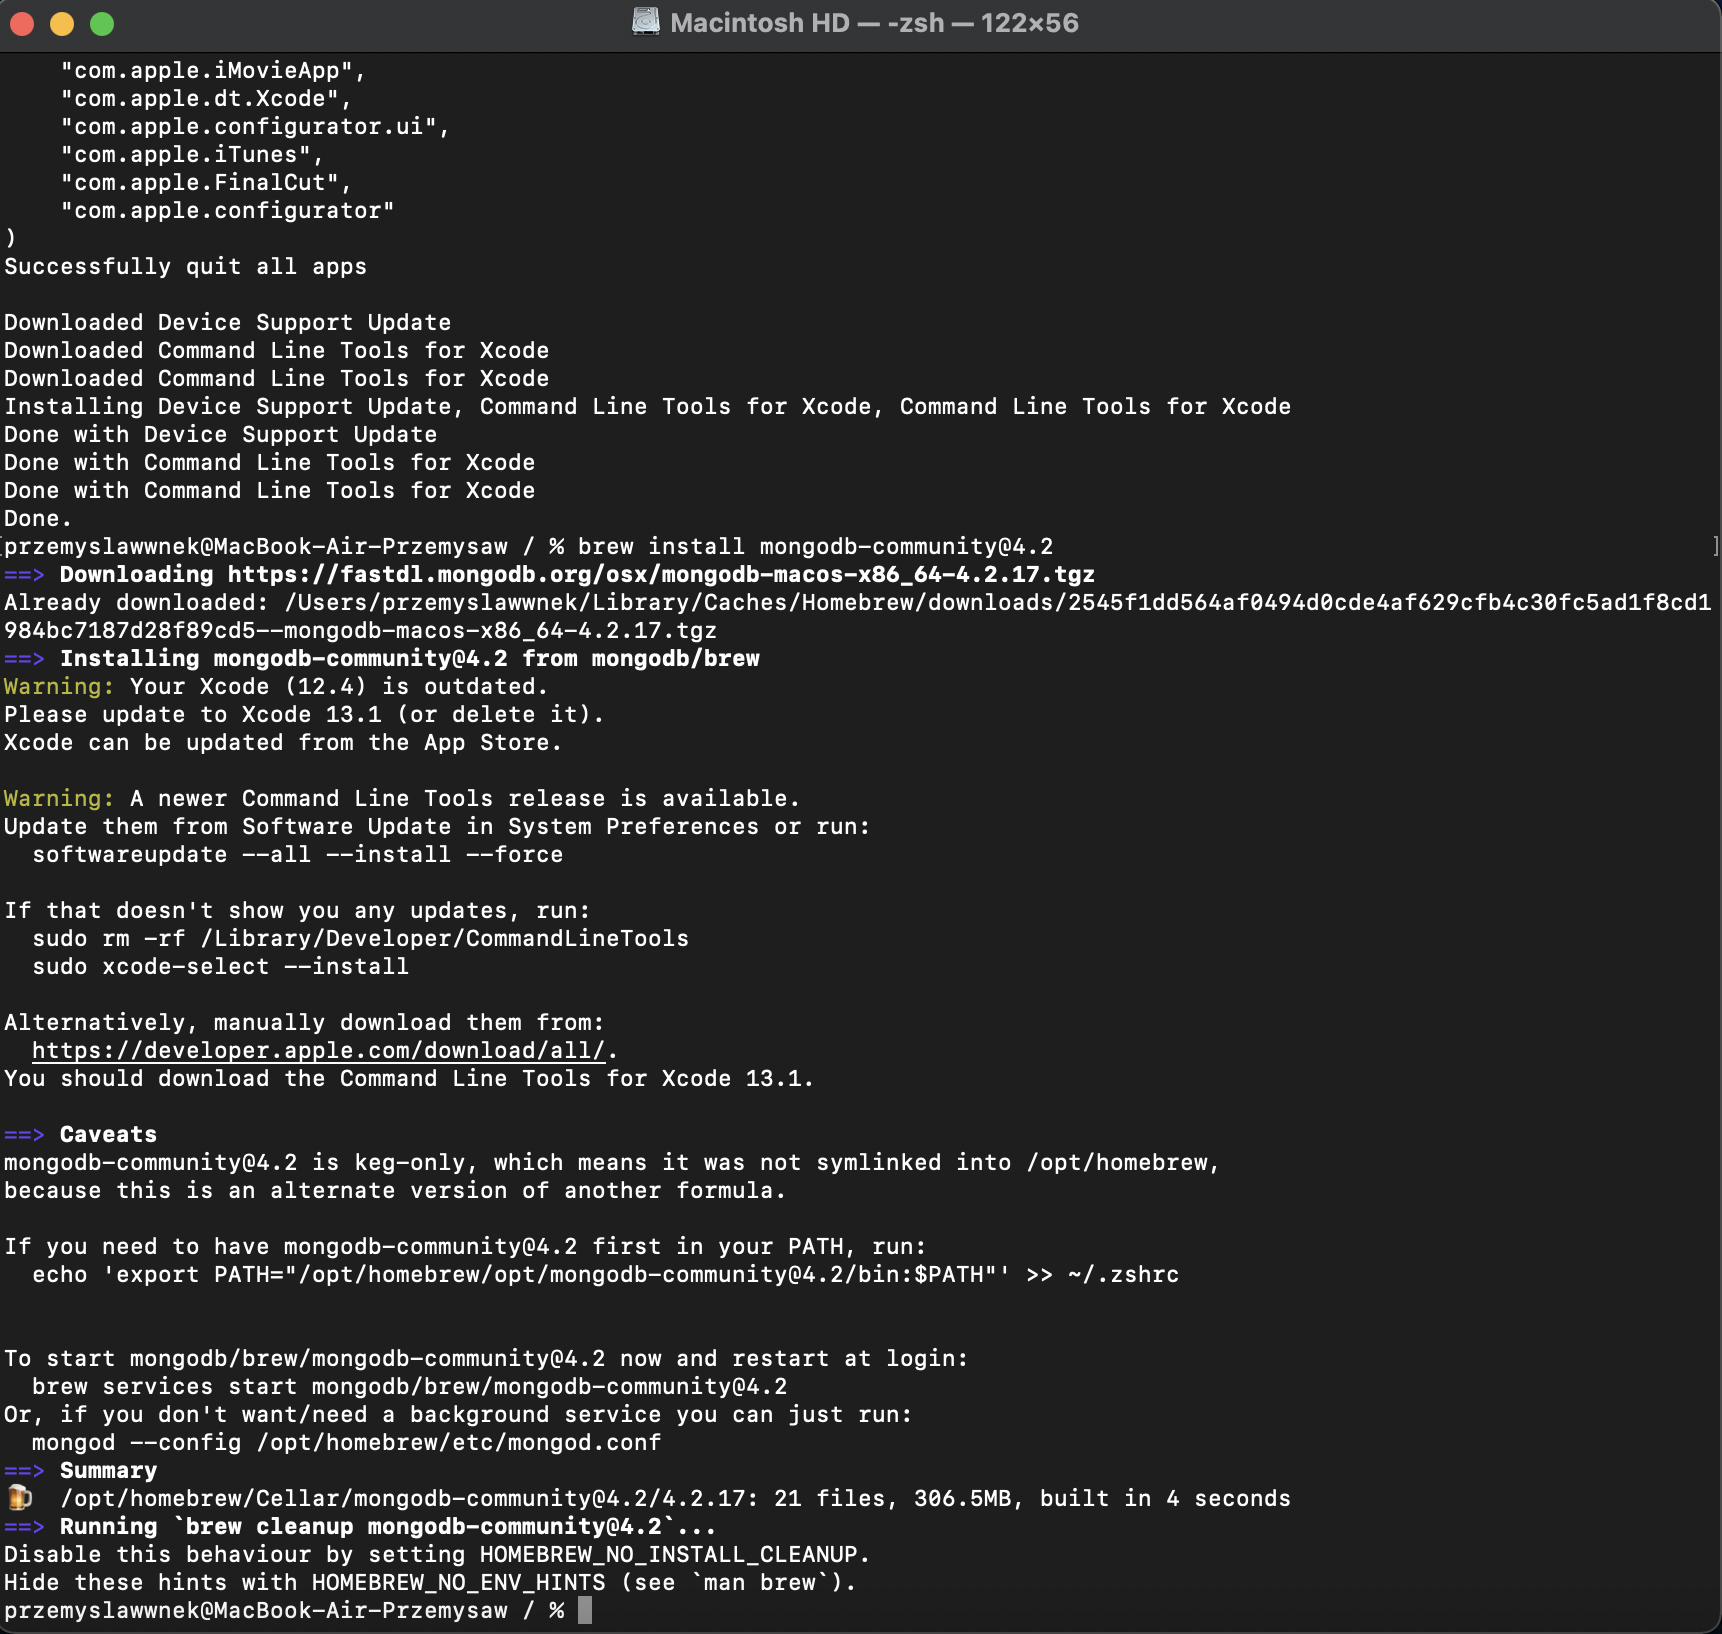 Macintosh HD — -zsh — 122×56
"com.apple.iMovieApp",
"com.apple.dt.Xcode",
"com.apple.configurator.ui",
"com.apple.iTunes",
"com.apple.FinalCut",
"com.apple.configurator"
)
Successfully quit all apps
Downloaded Device Support Update
Downloaded Command Line Tools for Xcode
Downloaded Command Line Tools for Xcode
Installing Device Support Update, Command Line Tools for Xcode, Command Line Tools for Xcode
Done with Device Support Update
Done with Command Line Tools for Xcode
Done with Command Line Tools for Xcode
Done.
[przemyslawwnek@MacBook-Air-Przemysaw / % brew install mongodb-community@4.2 ]
==> Downloading https://fastdl.mongodb.org/osx/mongodb-macos-x86_64-4.2.17.tgz
Already downloaded: /Users/przemyslawwnek/Library/Caches/Homebrew/downloads/2545f1dd564af0494d0cde4af629cfb4c30fc5ad1f8cd1
984bc7187d28f89cd5--mongodb-macos-x86_64-4.2.17.tgz
==> Installing mongodb-community@4.2 from mongodb/brew
Warning: Your Xcode (12.4) is outdated.
Please update to Xcode 13.1 (or delete it).
Xcode can be updated from the App Store.
Warning: A newer Command Line Tools release is available.
Update them from Software Update in System Preferences or run:
softwareupdate --all --install --force
If that doesn't show you any updates, run:
sudo rm -rf /Library/Developer/CommandLineTools
sudo xcode-select --install
Alternatively, manually download them from:
https://developer.apple.com/download/all/.
You should download the Command Line Tools for Xcode 13.1.
==> Caveats
mongodb-community@4.2 is keg-only, which means it was not symlinked into /opt/homebrew,
because this is an alternate version of another formula.
If you need to have mongodb-community@4.2 first in your PATH, run:
echo 'export PATH="/opt/homebrew/opt/mongodb-community@4.2/bin:$PATH"' >> ~/.zshrc
To start mongodb/brew/mongodb-community@4.2 now and restart at login:
brew services start mongodb/brew/mongodb-community@4.2
Or, if you don't want/need a background service you can just run:
mongod --config /opt/homebrew/etc/mongod.conf
==> Summary
🍺 /opt/homebrew/Cellar/mongodb-community@4.2/4.2.17: 21 files, 306.5MB, built in 4 seconds
==> Running `brew cleanup mongodb-community@4.2`...
Disable this behaviour by setting HOMEBREW_NO_INSTALL_CLEANUP.
Hide these hints with HOMEBREW_NO_ENV_HINTS (see `man brew`).
przemyslawwnek@MacBook-Air-Przemysaw / %